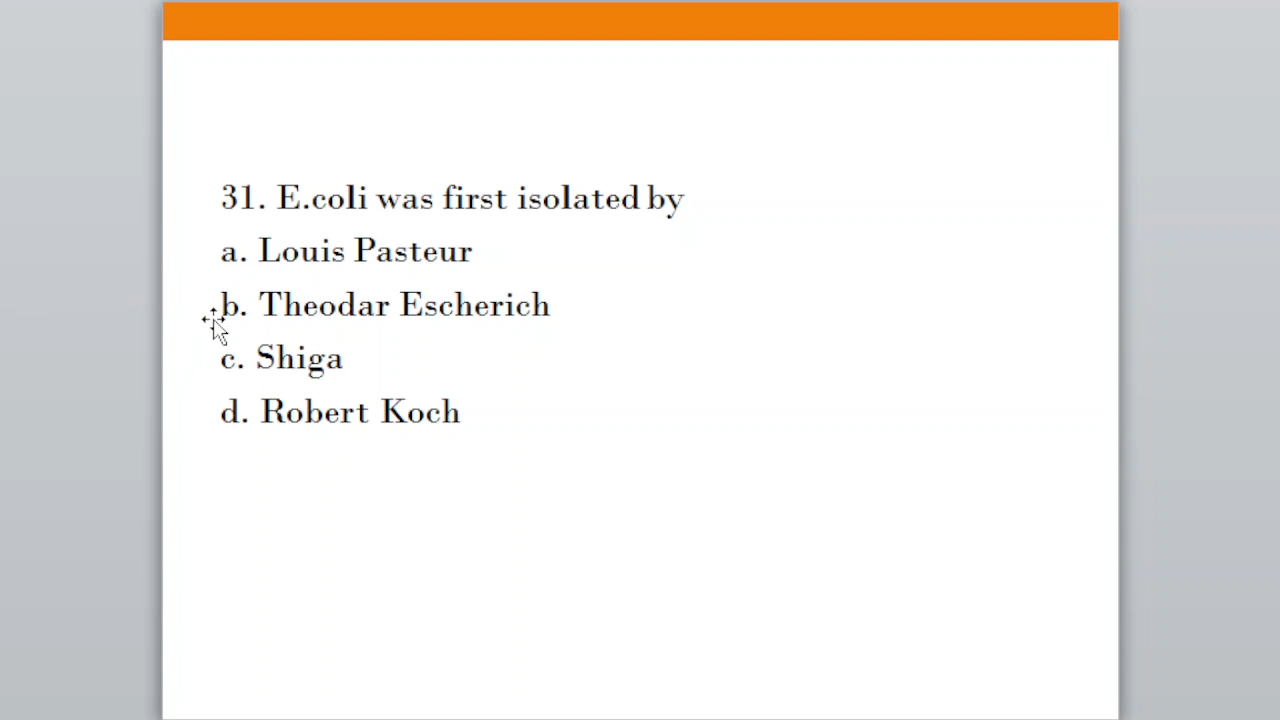 31. E.coli was first isolated by
a. Louis Pasteur
b. Theodar Escherich
c. Shiga
d. Robert Koch